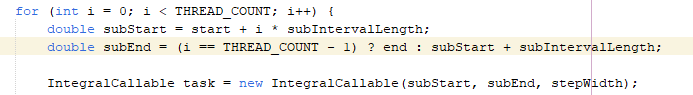 for (int i = 0; i < THREAD_COUNT; i++) {
    double subStart = start + i * subIntervalLength;
    double subEnd = (i == THREAD_COUNT - 1) ? end : subStart + subIntervalLength;
    IntegralCallable task = new IntegralCallable(subStart, subEnd, stepWidth);